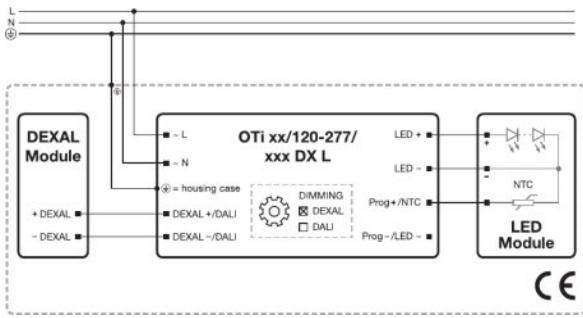 L
N
DEXAL
Module
+ DEXAL
− DEXAL
OTi xx/120-277/
xxx DX L
~ L
~ N
= housing case
DEXAL +/DALI
DEXAL −/DALI
DIMMING
DEXAL
DALI
LED +
LED −
Prog+/NTC
Prog−/LED −
+
−
NTC
LED
Module
CE